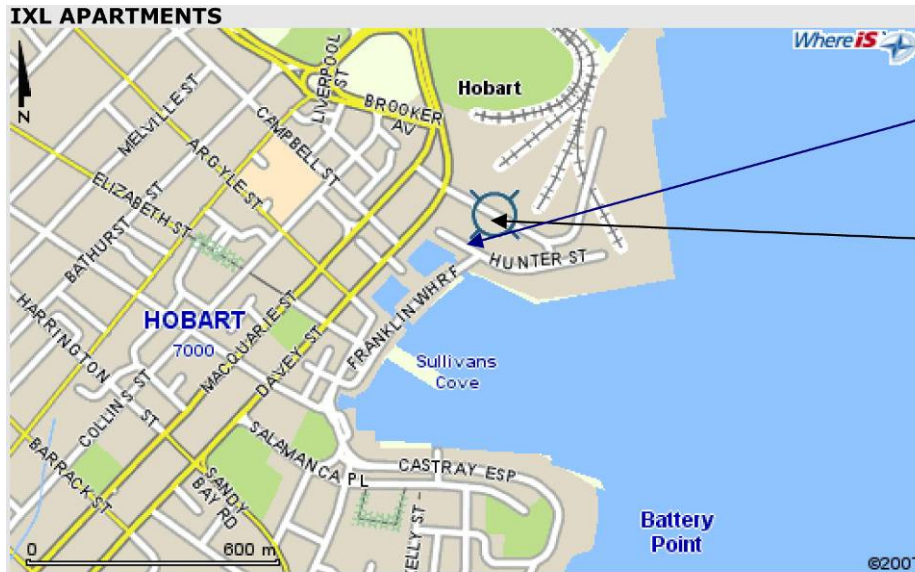 IXL APARTMENTS
WhereiS
N
Hobart
LIVERPOOL
ST
BROOKER
AV
MELVILLE ST
CAMPBELL ST
ARGYLE ST
ELIZABETH ST
BATHURST ST
HUNTER ST
HARRINGTON
ST
HOBART
7000
MACQUARIE ST
DAVEY ST
FRANKLIN WHRF
Sullivans
Cove
COLLINS ST
BARRACK ST
SALAMANCA PL
CASTRAY ESP
SANDY
BAY RD
KELLY ST
Battery
Point
0
600 m
©2007